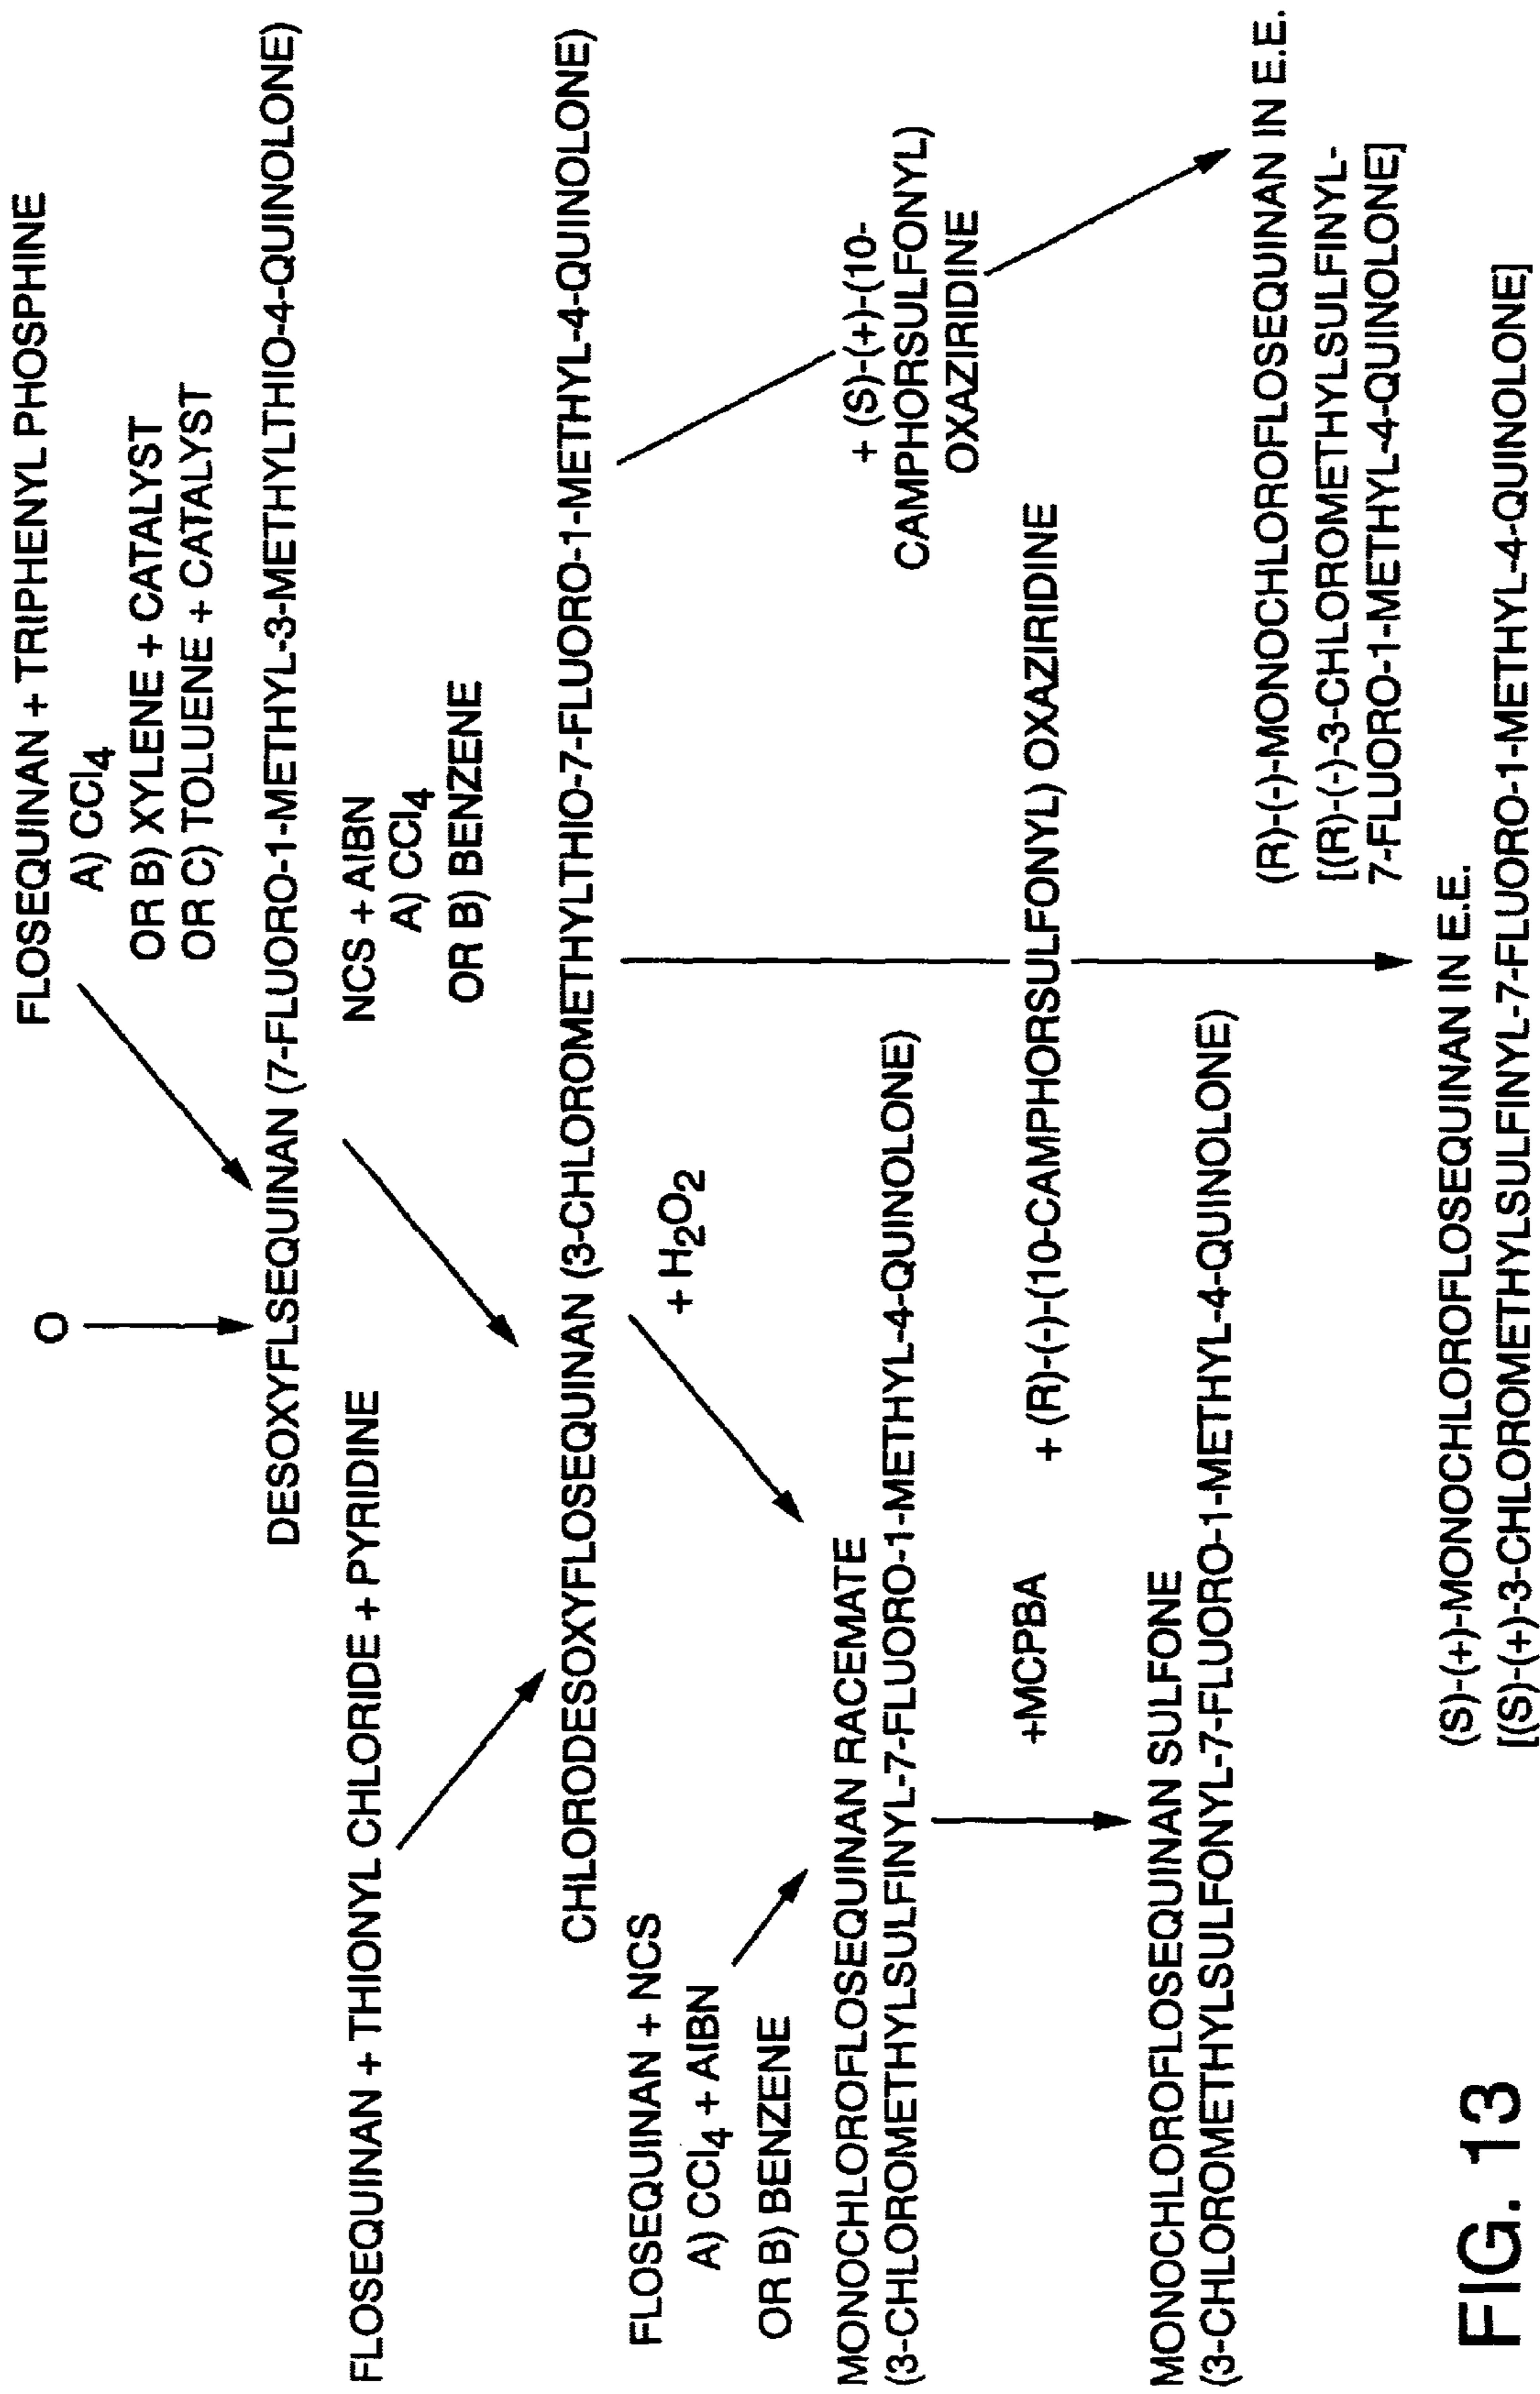 O
FLOSEQUINAN + TRIPHENYL PHOSPHINE
A) CCl4
OR B) XYLENE + CATALYST
OR C) TOLUENE + CATALYST
DESOXYFLSEQUINAN (7-FLUORO-1-METHYL-3-METHYLTHIO-4-QUINOLONE)
FLOSEQUINAN + THIONYL CHLORIDE + PYRIDINE
NCS + AIBN
A) CCl4
OR B) BENZENE
CHLORODESOXYFLOSEQUINAN (3-CHLOROMETHYLTHIO-7-FLUORO-1-METHYL-4-QUINOLONE)
FLOSEQUINAN + NCS
A) CCl4 + AIBN
OR B) BENZENE
+ H2O2
MONOCHLOROFLOSEQUINAN RACEMATE
(3-CHLOROMETHYLSULFINYL-7-FLUORO-1-METHYL-4-QUINOLONE)
+ (S)-(+)-(10-
CAMPHORSULFONYL)
OXAZIRIDINE
+MCPBA
+ (R)-(-)-(10-CAMPHORSULFONYL) OXAZIRIDINE
MONOCHLOROFLOSEQUINAN SULFONE
(3-CHLOROMETHYLSULFONYL-7-FLUORO-1-METHYL-4-QUINOLONE)
(R)-(-)-MONOCHLOROFLOSEQUINAN IN E.E.
[(R)-(-)-3-CHLOROMETHYLSULFINYL-
7-FLUORO-1-METHYL-4-QUINOLONE]
(S)-(+)-MONOCHLOROFLOSEQUINAN IN E.E.
[(S)-(+)-3-CHLOROMETHYLSULFINYL-7-FLUORO-1-METHYL-4-QUINOLONE]
FIG. 13